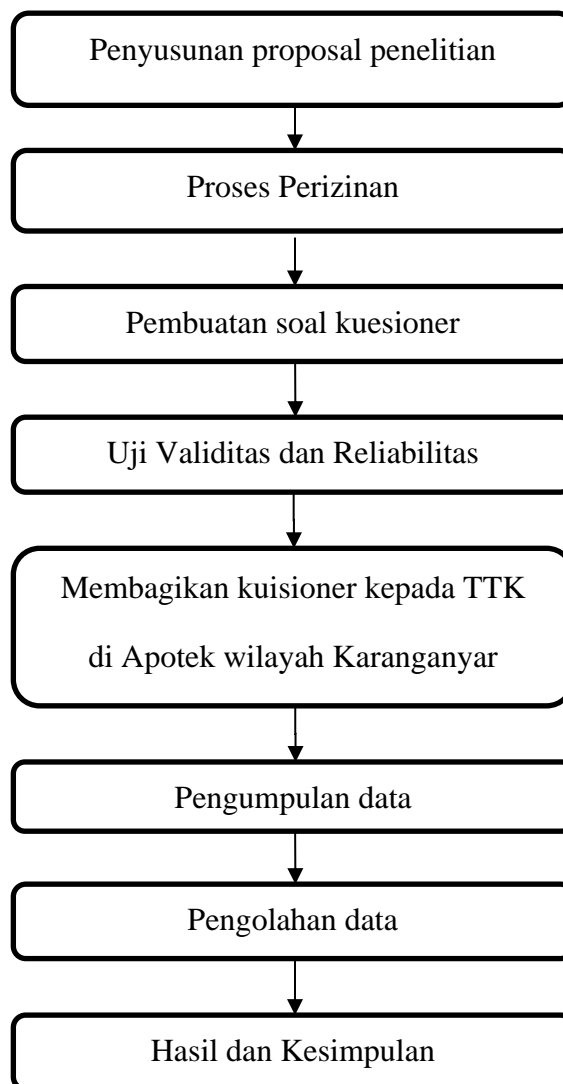 Penyusunan proposal penelitian
Proses Perizinan
Pembuatan soal kuesioner
Uji Validitas dan Reliabilitas
Membagikan kuisioner kepada TTK
di Apotek wilayah Karanganyar
Pengumpulan data
Pengolahan data
Hasil dan Kesimpulan